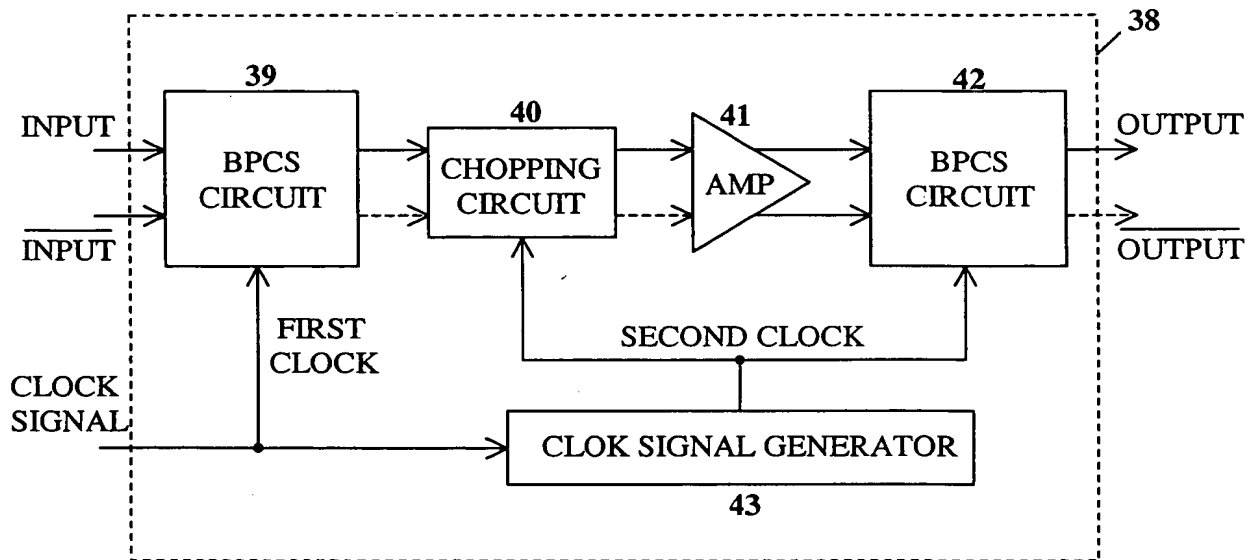 38
39
40
41
42
INPUT
INPUT
BPCS
CIRCUIT
CHOPPING
CIRCUIT
AMP
BPCS
CIRCUIT
OUTPUT
OUTPUT
FIRST
CLOCK
SECOND CLOCK
CLOCK
SIGNAL
CLOK SIGNAL GENERATOR
43